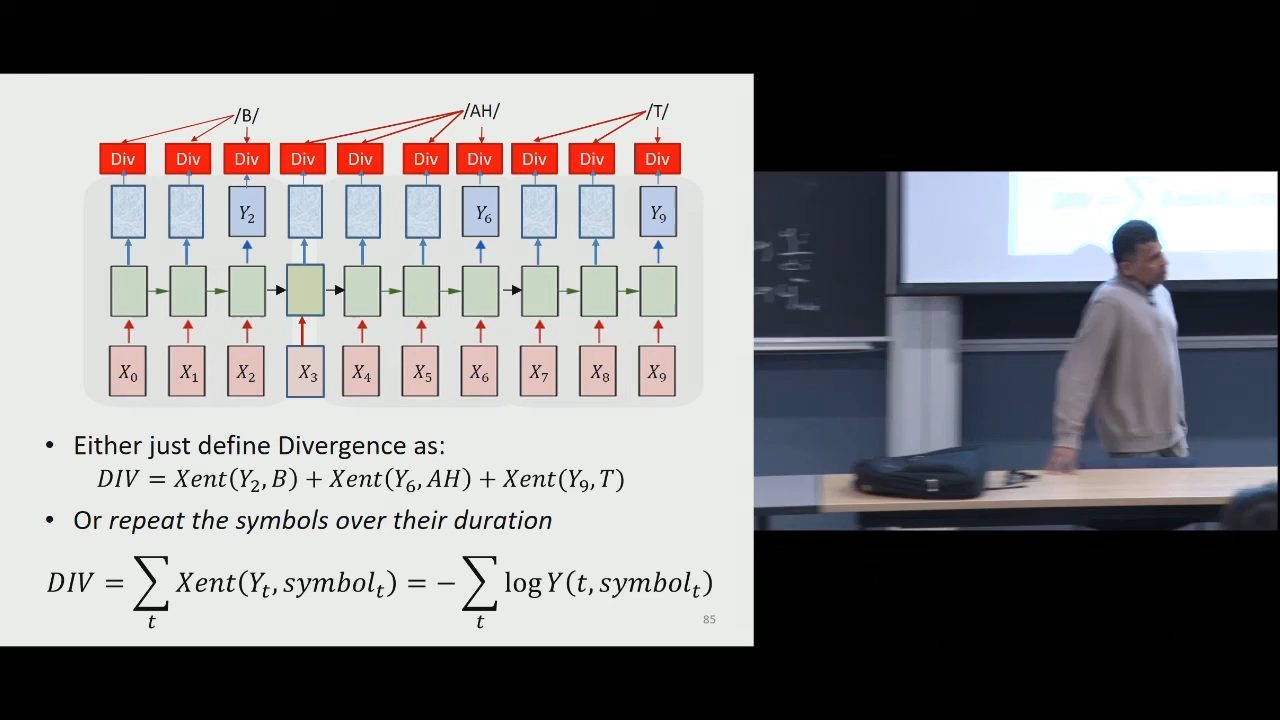 /B/ /AH/ /T/
Div Div Div Div Div Div Div Div Div Div
Y₂ Y₆ Y₉
X₀ X₁ X₂ X₃ X₄ X₅ X₆ X₇ X₈ X₉
• Either just define Divergence as:
DIV = Xent(Y₂, B) + Xent(Y₆, AH) + Xent(Y₉, T)
• Or repeat the symbols over their duration
DIV = ∑ₜ Xent(Yₜ, symbolₜ) = − ∑ₜ log Y(t, symbolₜ)
85